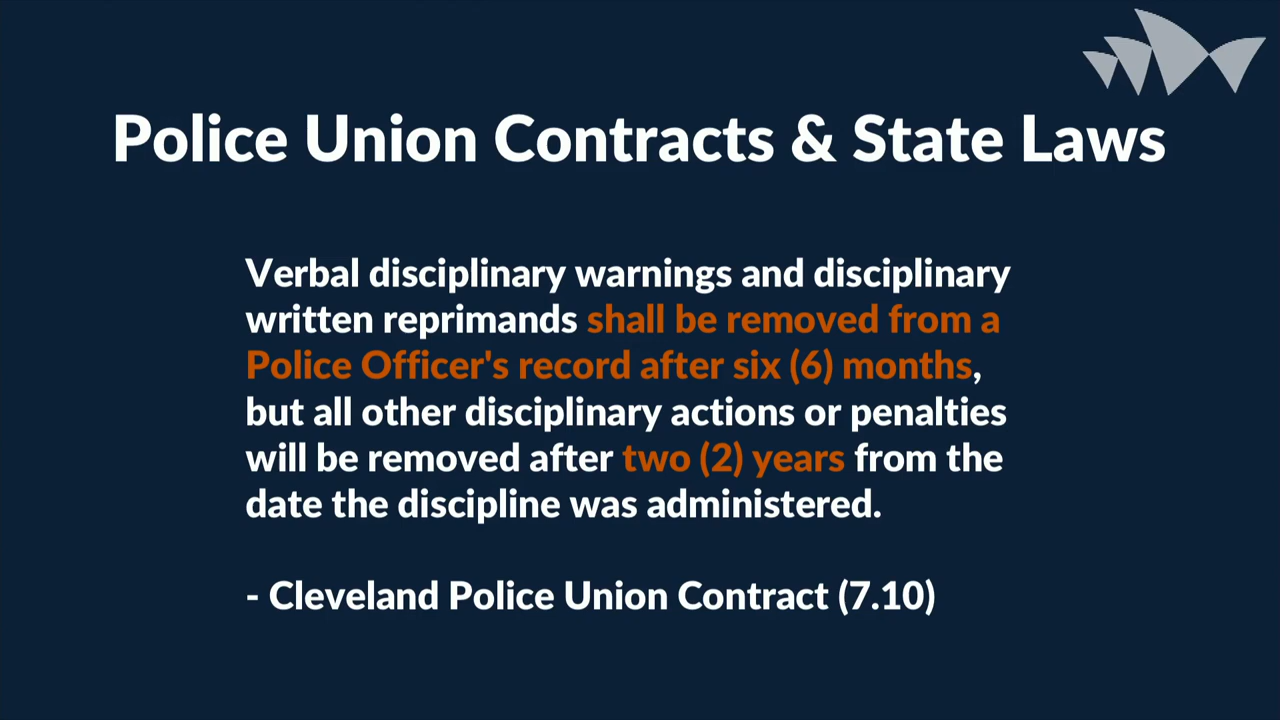 Police Union Contracts & State Laws
Verbal disciplinary warnings and disciplinary
written reprimands shall be removed from a
Police Officer's record after six (6) months,
but all other disciplinary actions or penalties
will be removed after two (2) years from the
date the discipline was administered.
- Cleveland Police Union Contract (7.10)